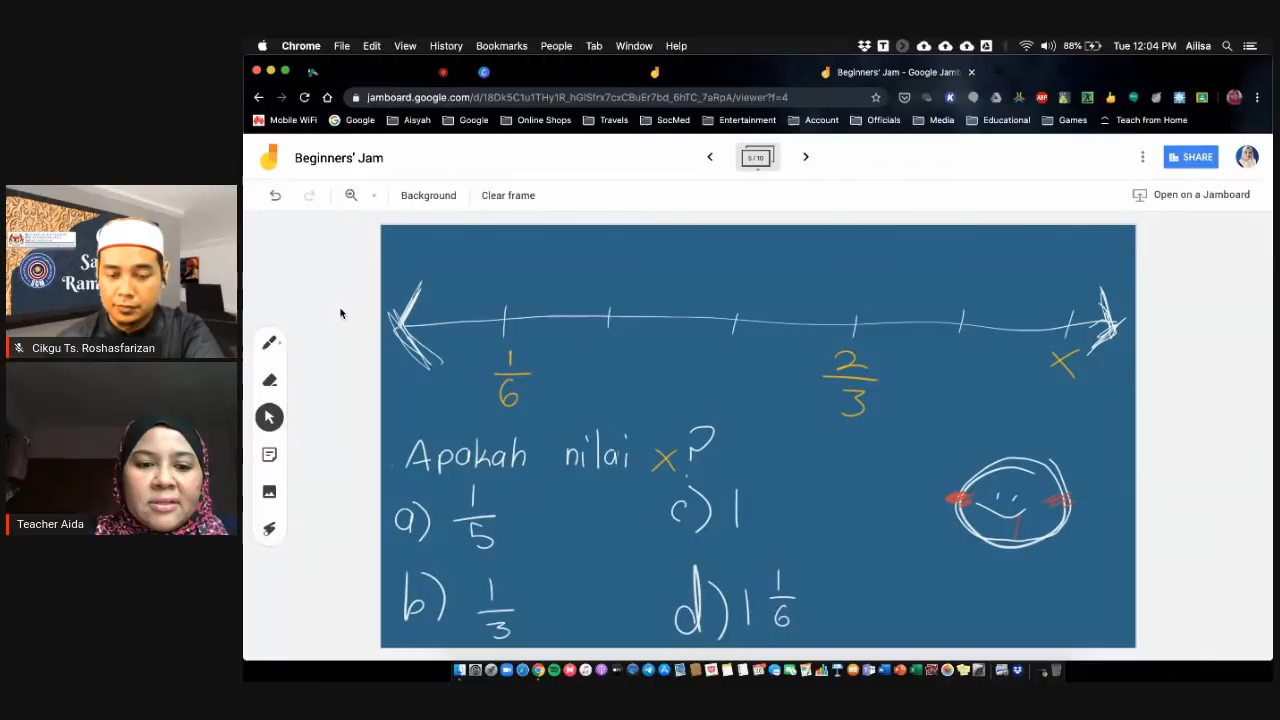 Chrome File Edit View History Bookmarks People Tab Window Help
88% Tue 12:04 PM Ailisa
Beginners' Jam - Google Jamb
jamboard.google.com/d/18Dk5C1u1THy1R_hGlSfrx7cxCBuEr7bd_6hTC_7aRpA/viewer?f=4
Mobile WiFi Google Aisyah Google Online Shops Travels SocMed Entertainment Account Officials Media Educational Games Teach from Home
Beginners' Jam
5 / 10
SHARE
Background Clear frame
Open on a Jamboard
1/6 2/3 x
Apakah nilai x?
a) 1/5 c) 1
b) 1/3 d) 1 1/6
Cikgu Ts. Roshasfarizan
Teacher Aida